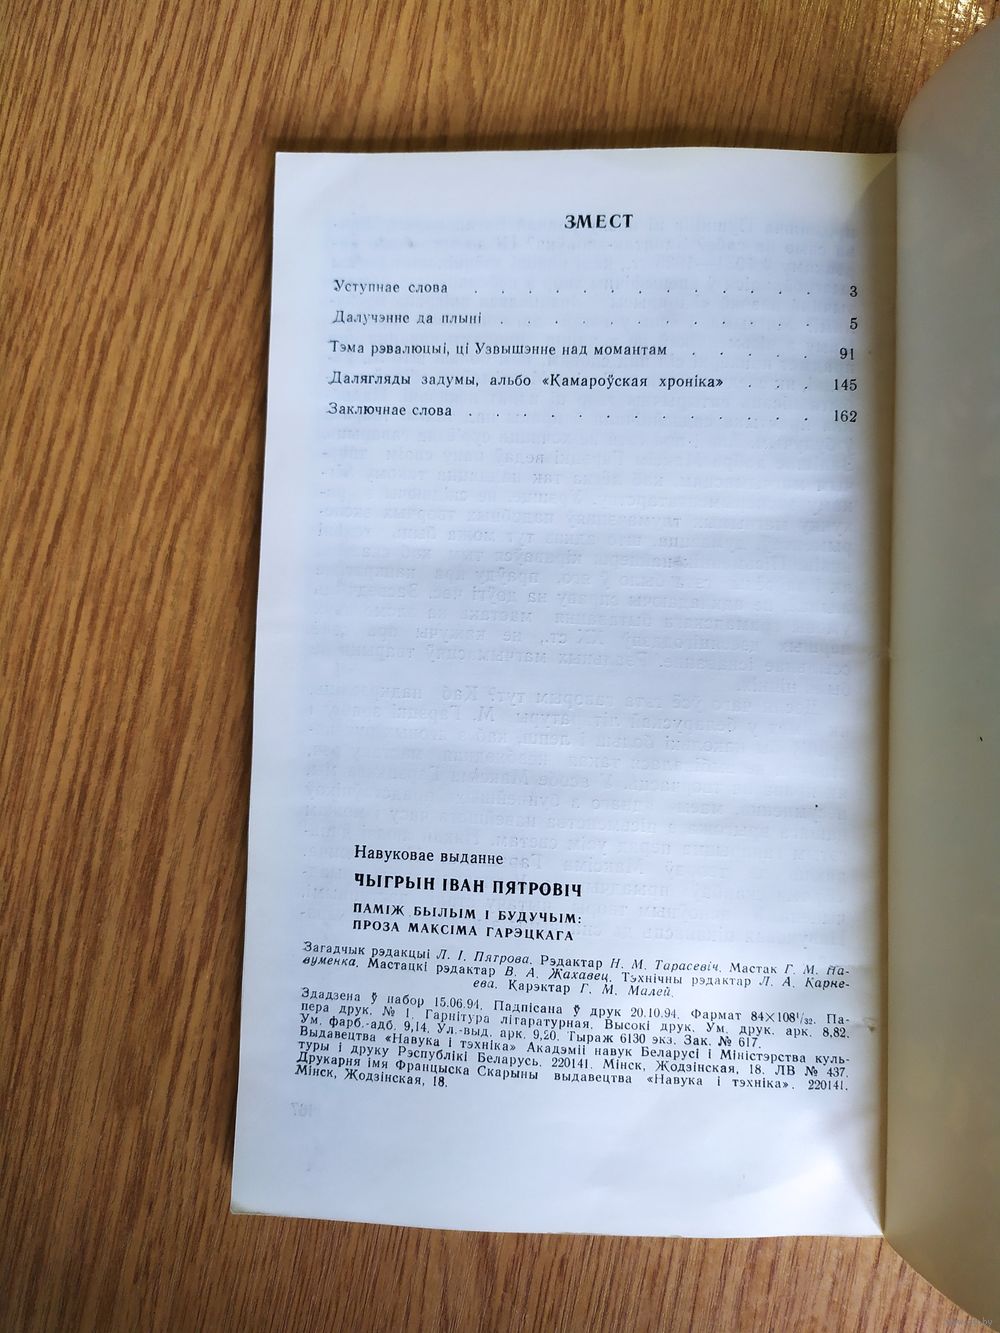 ЗМЕСТ
Уступнае слова . . . . . . . . . . . . 3
Далучэнне да плыні . . . . . . . . . . . 5
Тэма рэвалюцыі, ці Узвышэнне над момантам . . . . . 91
Далягляды задумы, альбо «Камароўская хроніка» . . . 145
Заключнае слова . . . . . . . . . . . . . 162
Навуковае выданне
ЧЫГРЫН ІВАН ПЯТРОВІЧ
ПАМІЖ БЫЛЫМ І БУДУЧЫМ:
ПРОЗА МАКСІМА ГАРЭЦКАГА
Загадчык рэдакцыі Л. І. Пятрова. Рэдактар Н. М. Тарасевіч. Мастак Г. М. На-
вуменка. Мастацкі рэдактар В. А. Жахавец. Тэхнічны рэдактар Л. А. Карне-
ева. Карэктар Г. М. Малей.
Здадзена ў набор 15.06.94. Падпісана ў друк 20.10.94. Фармат 84×108¹/₃₂. Па-
пера друк. № 1. Гарнітура літаратурная. Высокі друк. Ум. друк. арк. 8,82.
Ум. фарб.-адб. 9,14. Ул.-выд. арк. 9,20. Тыраж 6130 экз. Зак. № 617.
Выдавецтва «Навука і тэхніка» Акадэміі навук Беларусі і Міністэрства куль-
туры і друку Рэспублікі Беларусь. 220141. Мінск, Жодзінская, 18. ЛВ № 437.
Друкарня імя Францыска Скарыны выдавецтва «Навука і тэхніка». 220141.
Мінск, Жодзінская, 18.